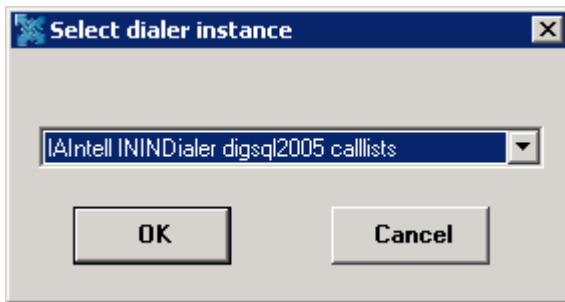 Select dialer instance
IAIntell ININDialer digsql2005 calllists
OK
Cancel